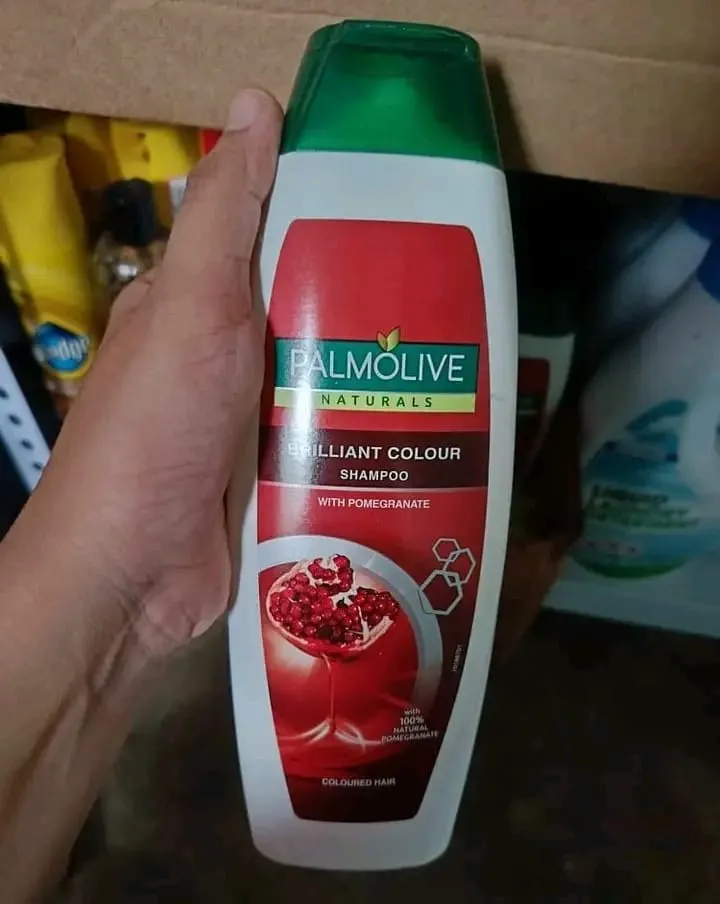 PALMOLIVE
NATURALS
BRILLIANT COLOUR
SHAMPOO
WITH POMEGRANATE
with
100%
NATURAL
POMEGRANATE
COLOURED HAIR